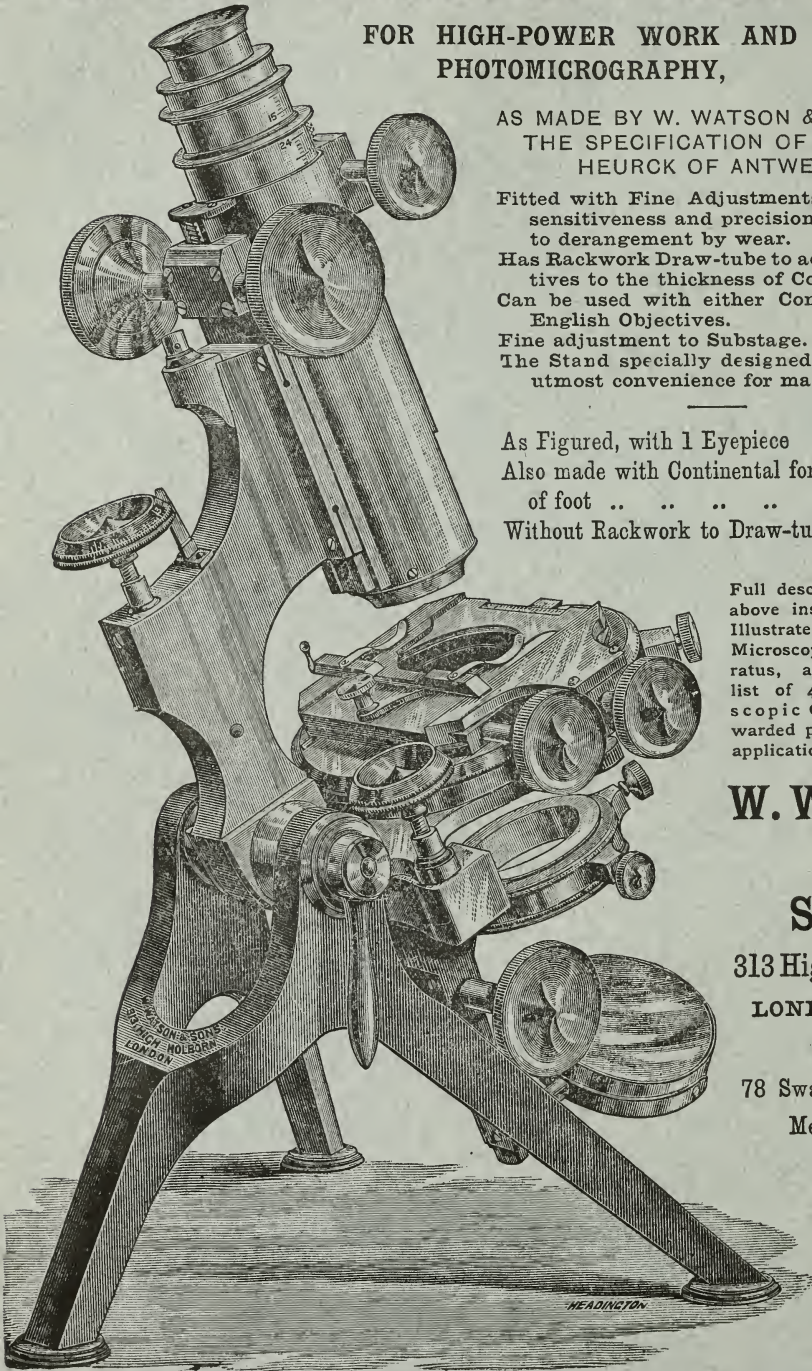 FOR HIGH-POWER WORK AND
PHOTOMICROGRAPHY,
AS MADE BY W. WATSON &
THE SPECIFICATION OF
HEURCK OF ANTWE
Fitted with Fine Adjustment
sensitiveness and precision
to derangement by wear.
Has Rackwork Draw-tube to a
tives to the thickness of Co
Can be used with either Con
English Objectives.
Fine adjustment to Substage.
The Stand specially designed
utmost convenience for ma
As Figured, with 1 Eyepiece
Also made with Continental for
of foot .. .. .. ..
Without Rackwork to Draw-tu
Full desc
above ins
Illustrate
Microscop
ratus, a
list of 4
scopic
warded p
applicatio
W. W
S
313 Hig
LONI
78 Swa
Me
15
24
W. WATSON & SONS
313 HIGH HOLBORN
LONDON
HEADINGTON